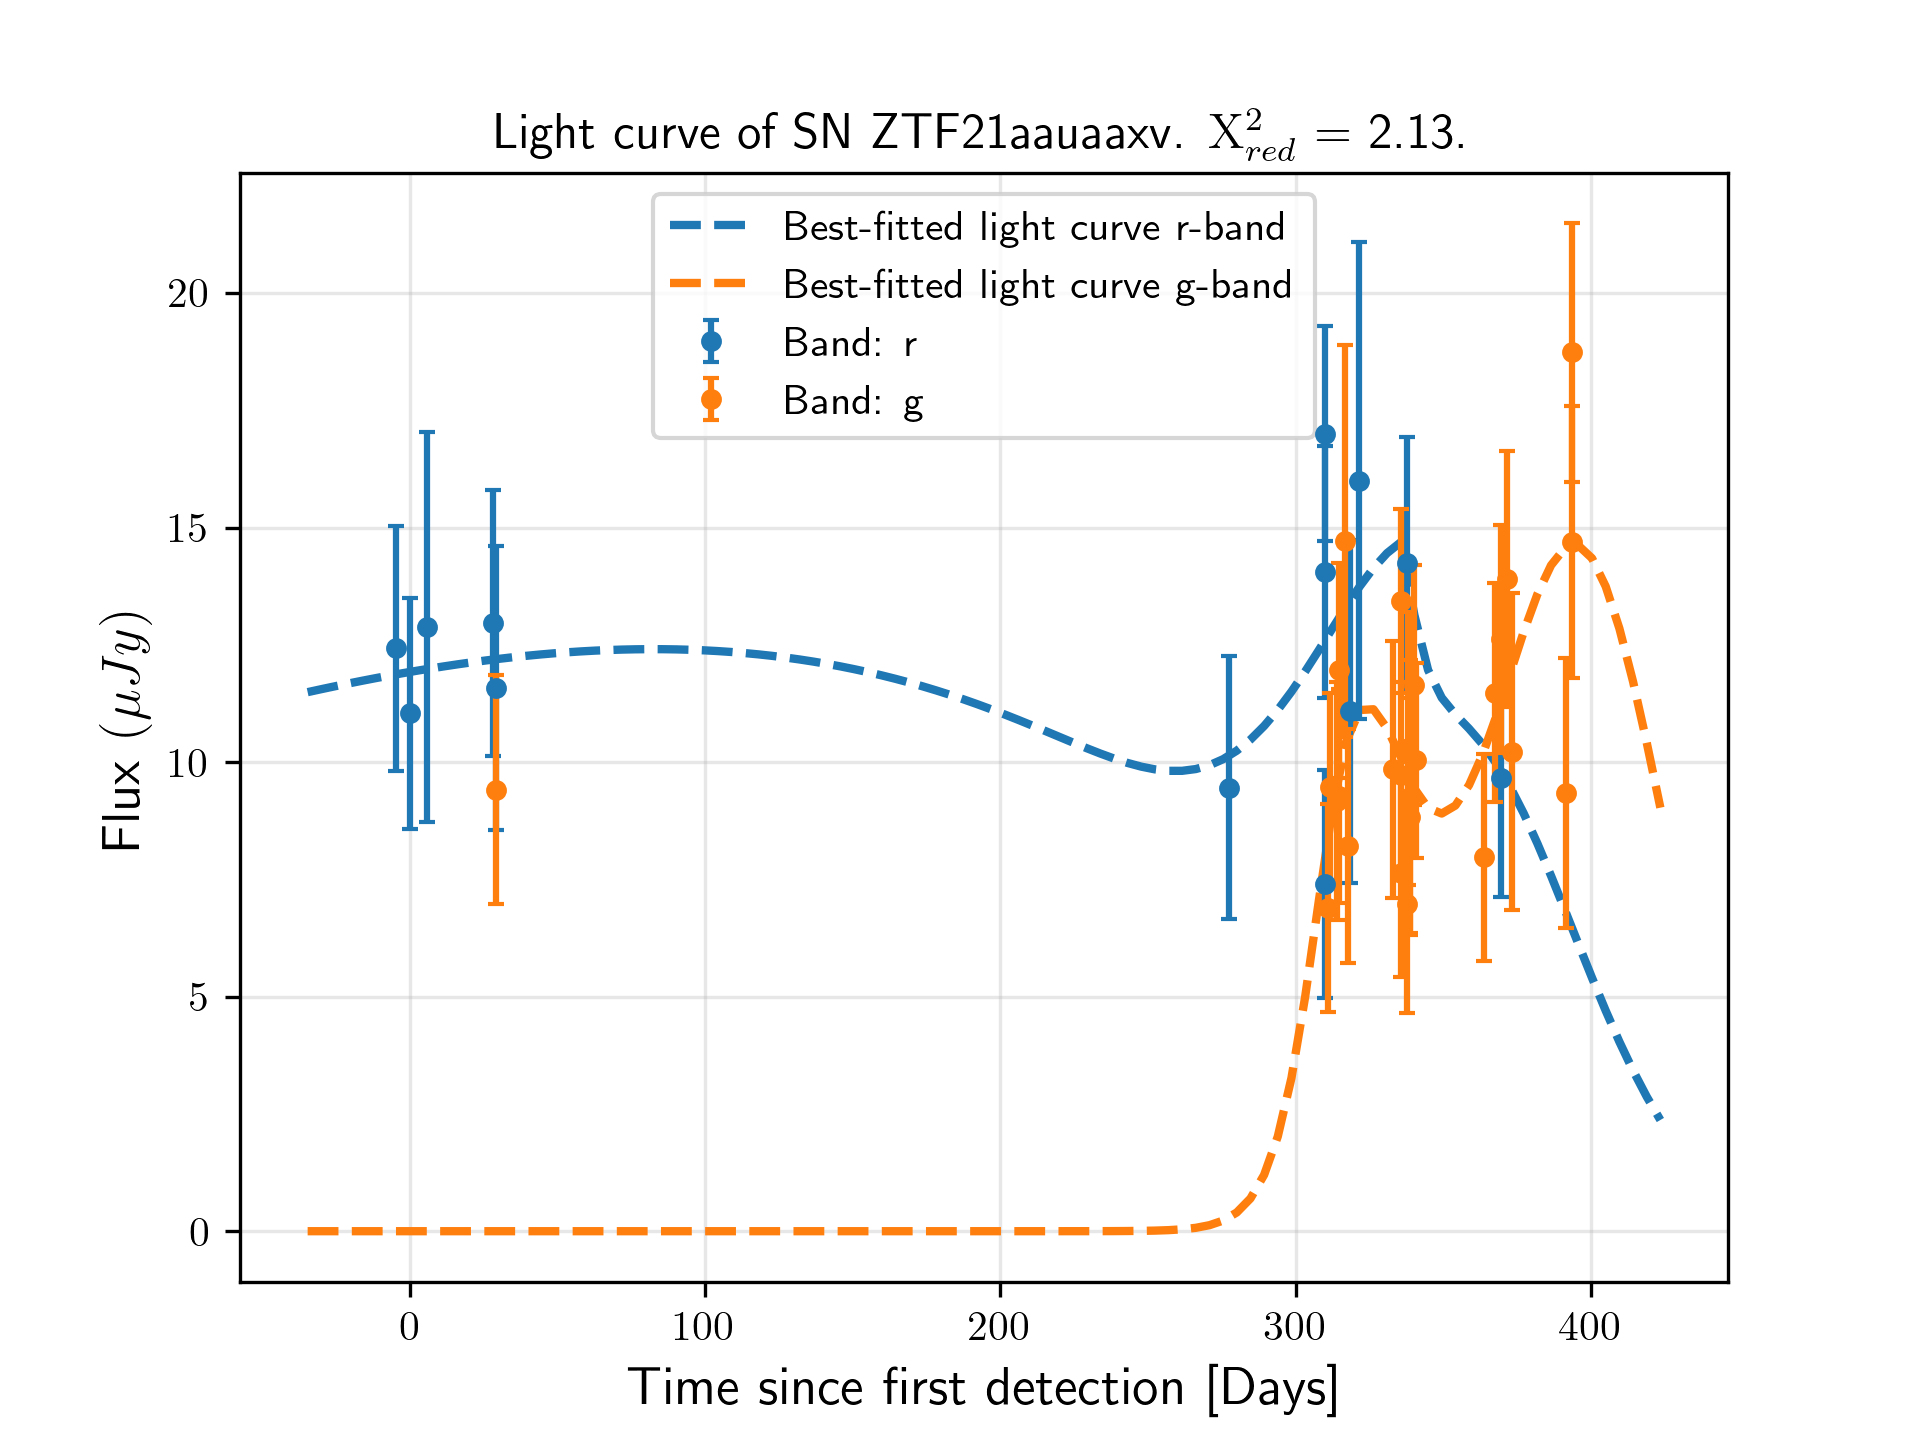 Light curve of SN ZTF21aauaaxv. X²_red = 2.13.
Best-fitted light curve r-band
Best-fitted light curve g-band
Band: r
Band: g
Flux (μJy)
20
15
10
5
0
0 100 200 300 400
Time since first detection [Days]